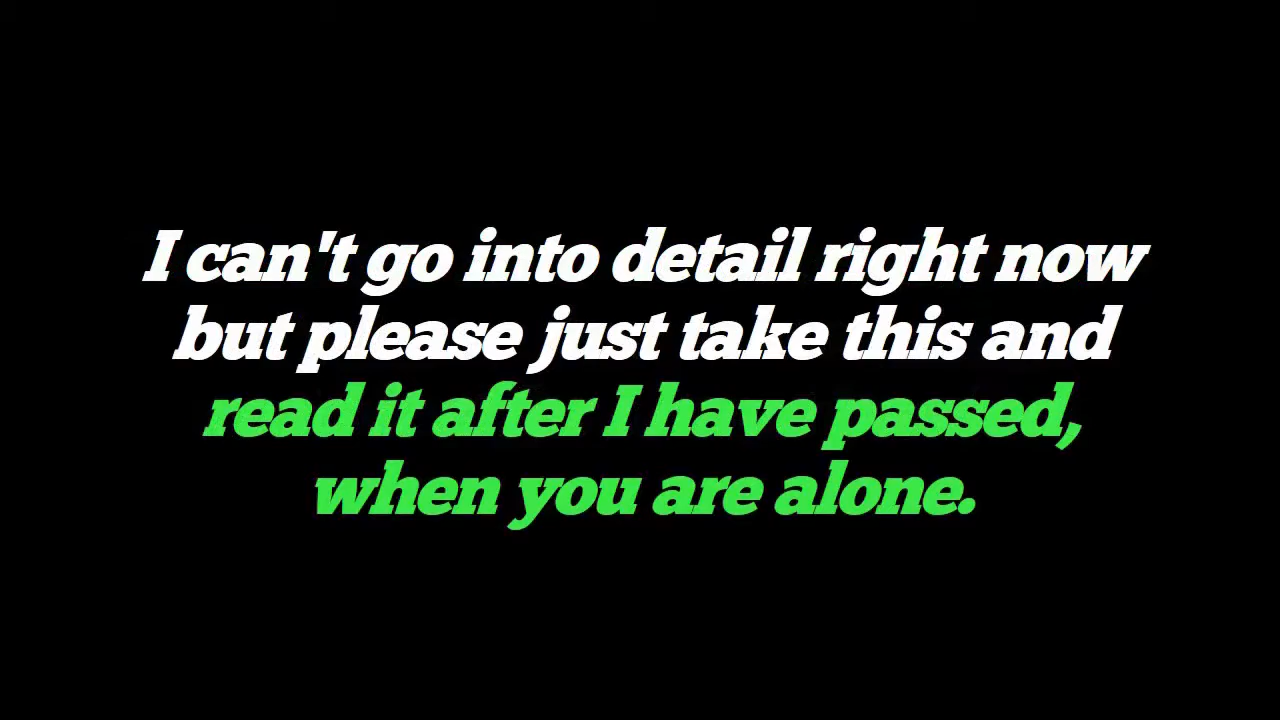 I can't go into detail right now
but please just take this and
read it after I have passed,
when you are alone.